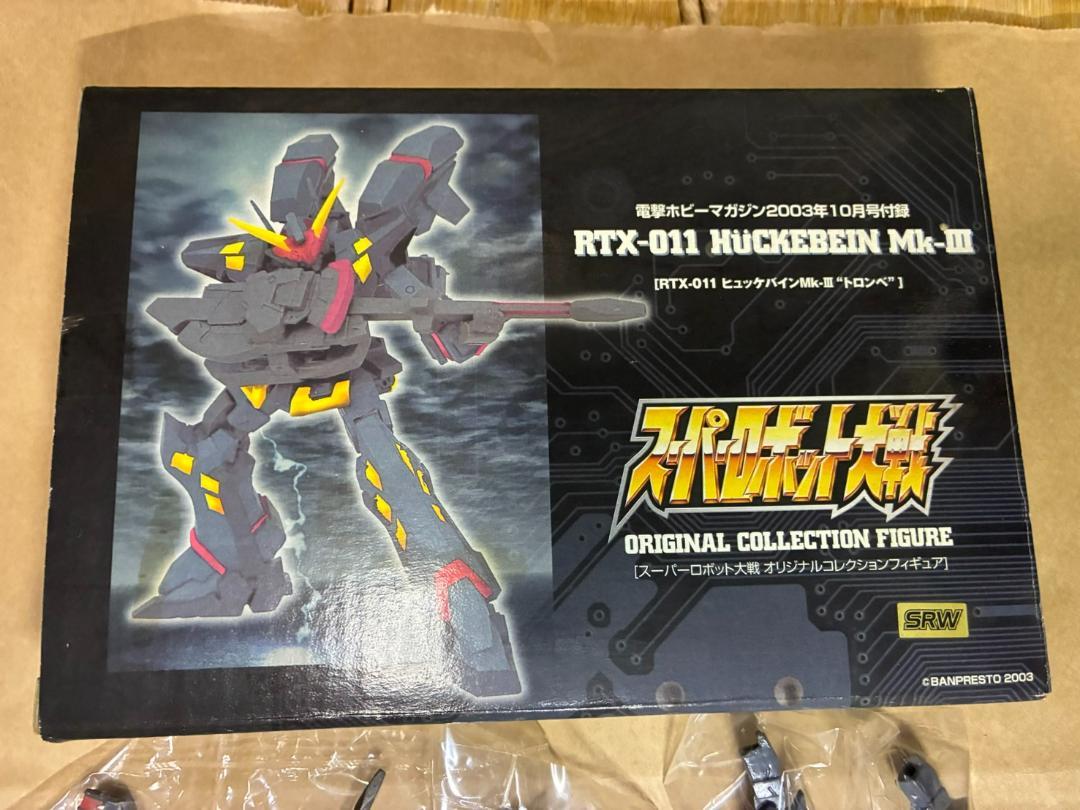 電撃ホビーマガジン2003年10月号付録
RTX-011 HüCKEBEIN Mk-III
[RTX-011 ヒュッケバインMk-III "トロンベ"]
スーパーロボット大戦
ORIGINAL COLLECTION FIGURE
[スーパーロボット大戦 オリジナルコレクションフィギュア]
SRW
©BANPRESTO 2003